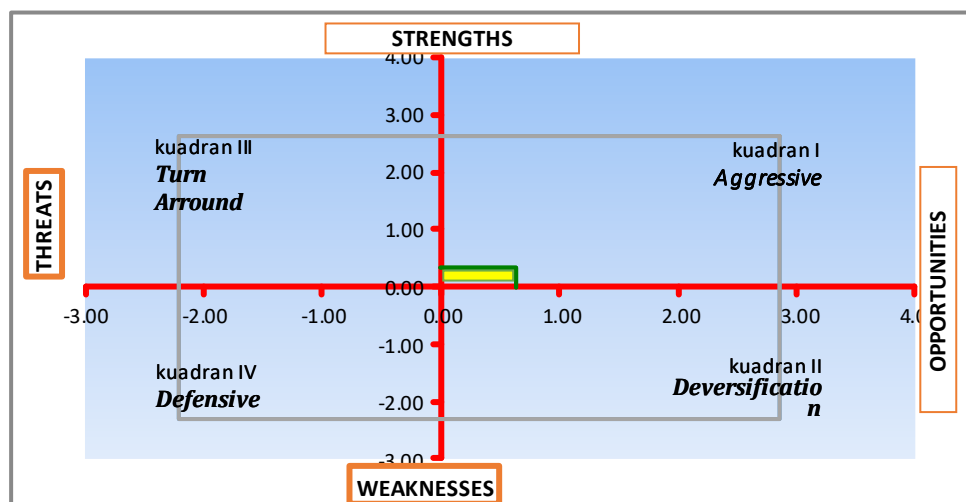 STRENGTHS
4.00
3.00
kuadran III
Turn
Arround
kuadran I
Aggressive
2.00
1.00
THREATS
OPPORTUNITIES
0.00
-3.00 -2.00 -1.00 0.00 1.00 2.00 3.00 4.0
-1.00
kuadran IV
Defensive
kuadran II
Deversificatio
n
-2.00
-3.00
WEAKNESSES